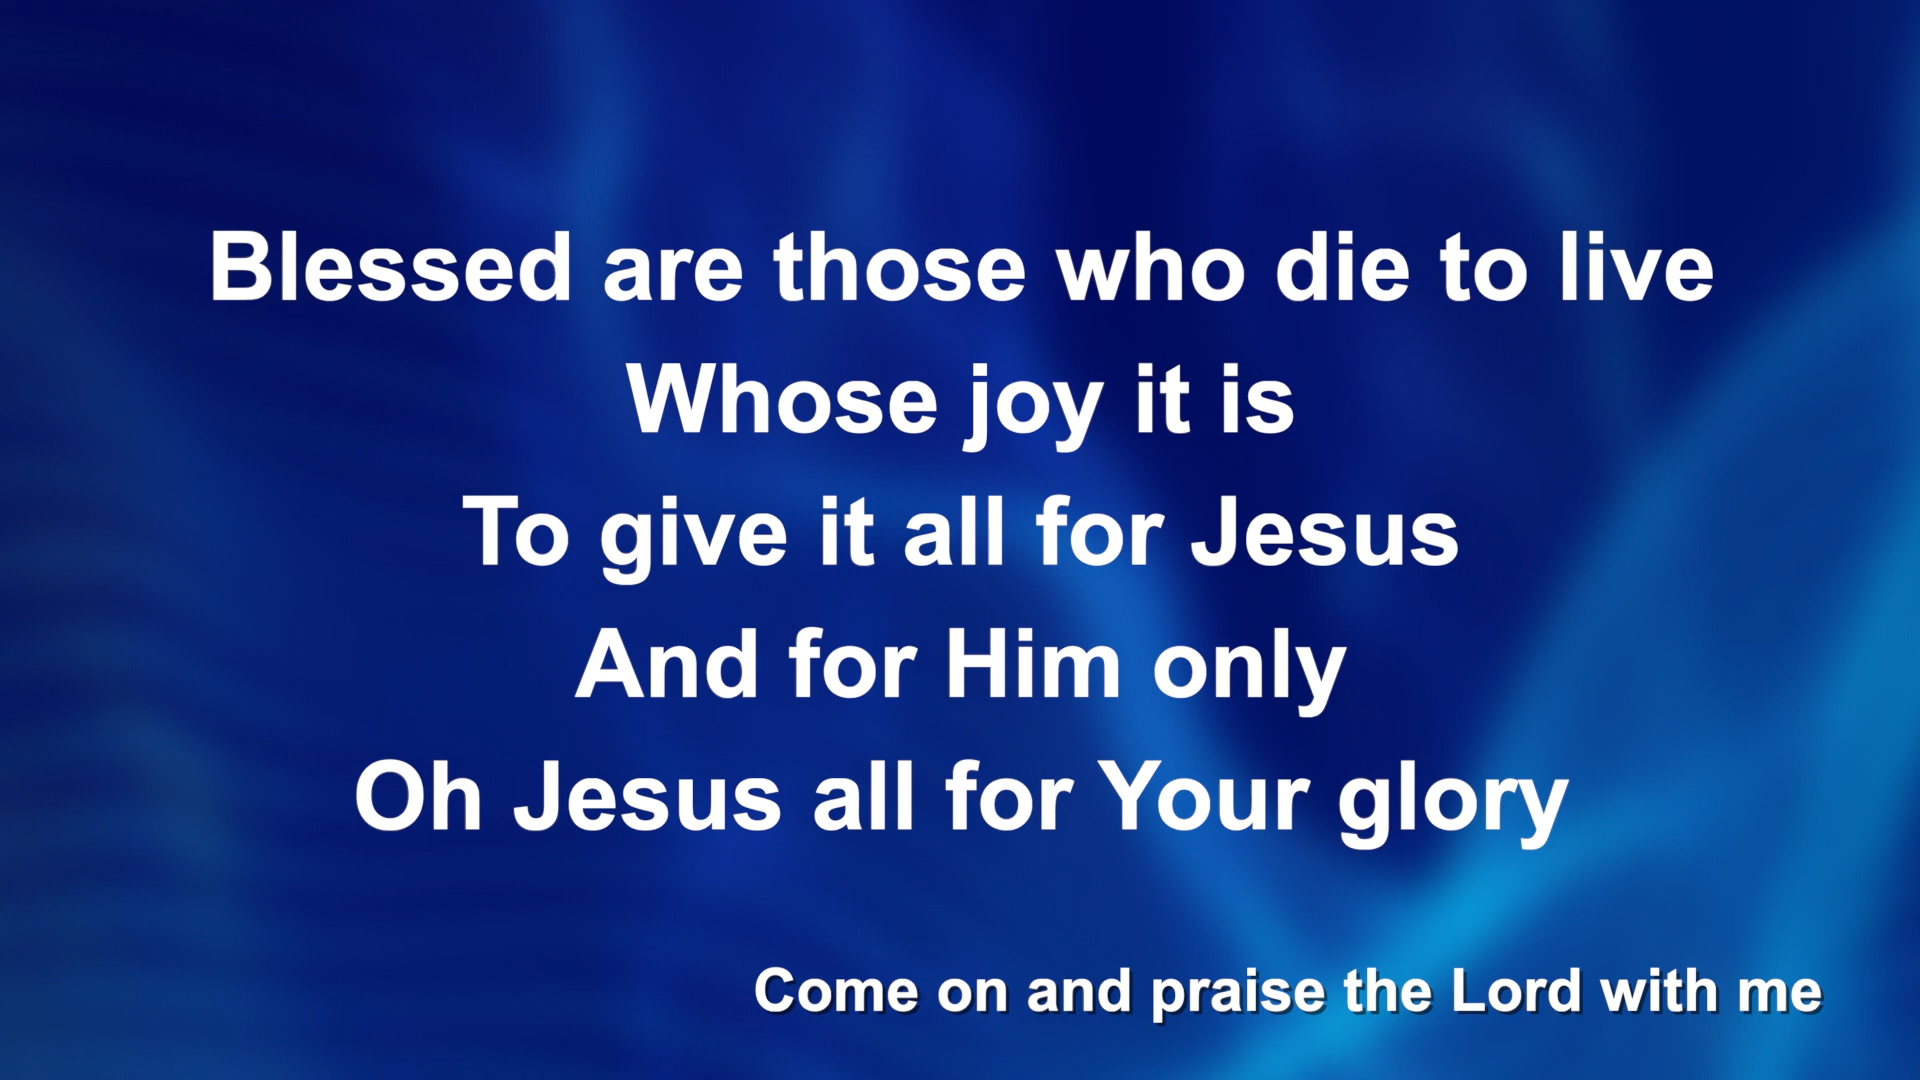 Blessed are those who die to live
Whose joy it is
To give it all for Jesus
And for Him only
Oh Jesus all for Your glory
Come on and praise the Lord with me